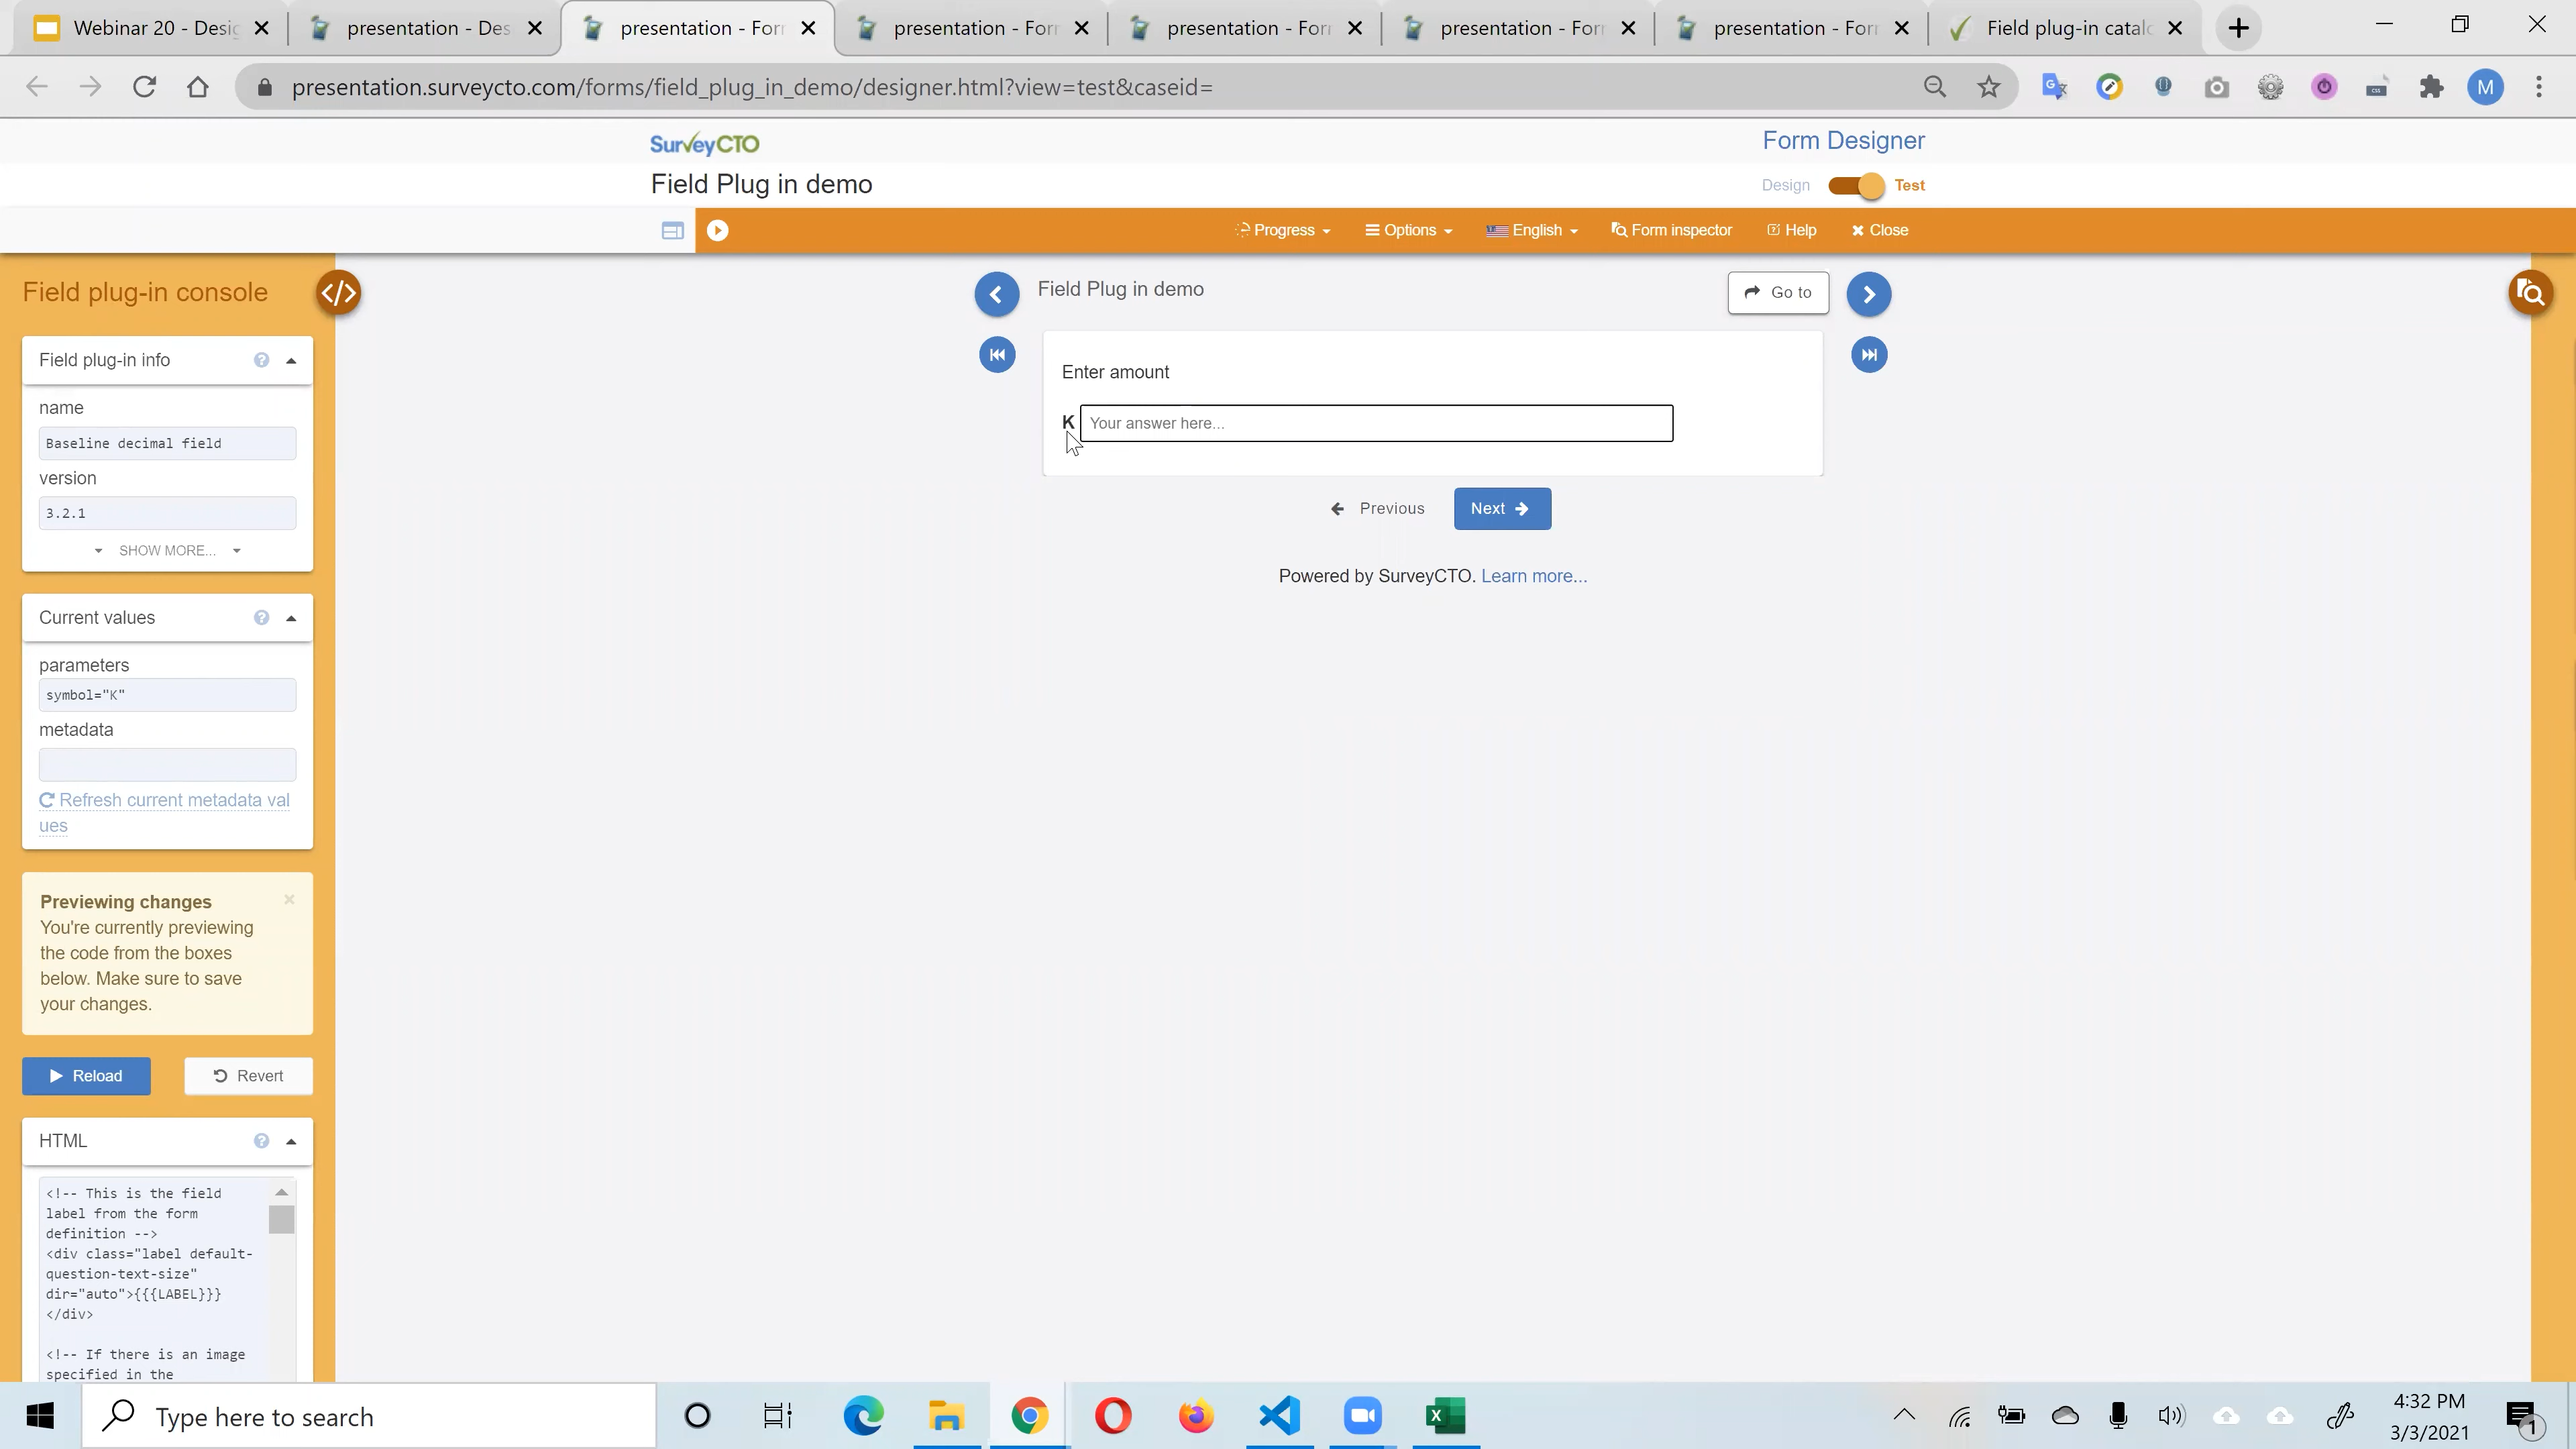 Webinar 20 - Desig
presentation - Des
presentation - For
presentation - For
presentation - For
presentation - For
presentation - For
Field plug-in catalo
presentation.surveycto.com/forms/field_plug_in_demo/designer.html?view=test&caseid=
M
SurveyCTO
Form Designer
Field Plug in demo
Design
Test
Progress
Options
English
Form inspector
Help
Close
Field plug-in console
</>
Field Plug in demo
Go to
Field plug-in info
name
Baseline decimal field
version
3.2.1
SHOW MORE...
Enter amount
K
Your answer here...
Previous
Next
Powered by SurveyCTO. Learn more...
Current values
parameters
symbol="K"
metadata
Refresh current metadata val
ues
Previewing changes
You're currently previewing
the code from the boxes
below. Make sure to save
your changes.
Reload
Revert
HTML
<!-- This is the field
label from the form
definition -->
<div class="label default-
question-text-size"
dir="auto">{{{LABEL}}}
</div>
<!-- If there is an image
specified in the
Type here to search
4:32 PM
3/3/2021
1